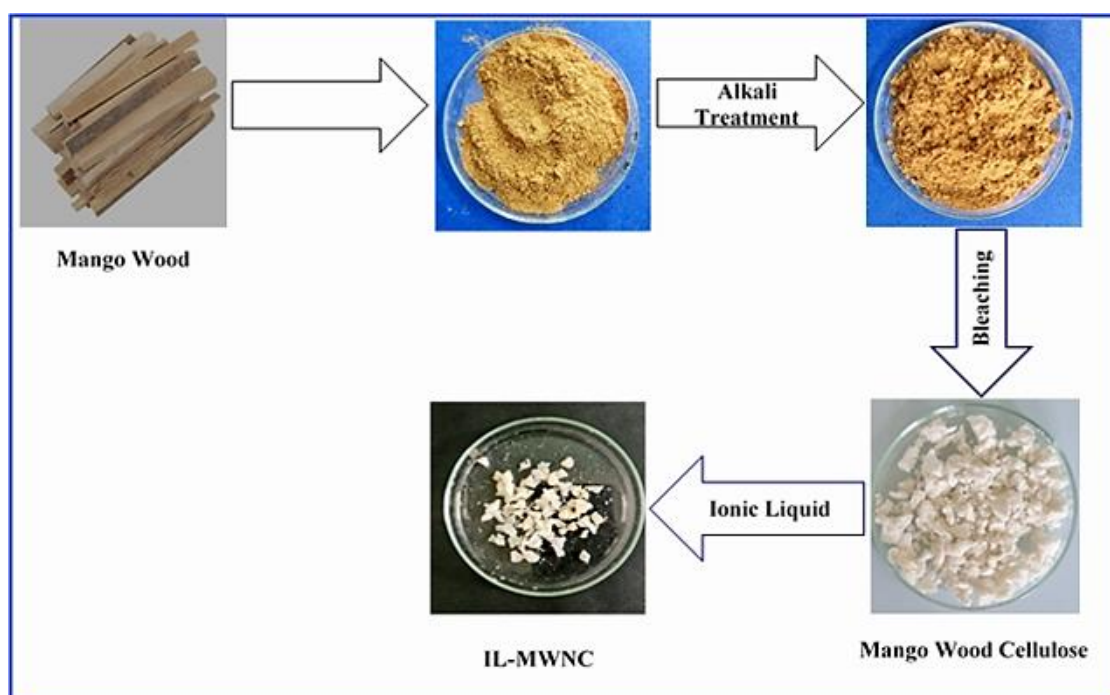 Alkali
Treatment
Mango Wood
Bleaching
Ionic Liquid
IL-MWNC
Mango Wood Cellulose